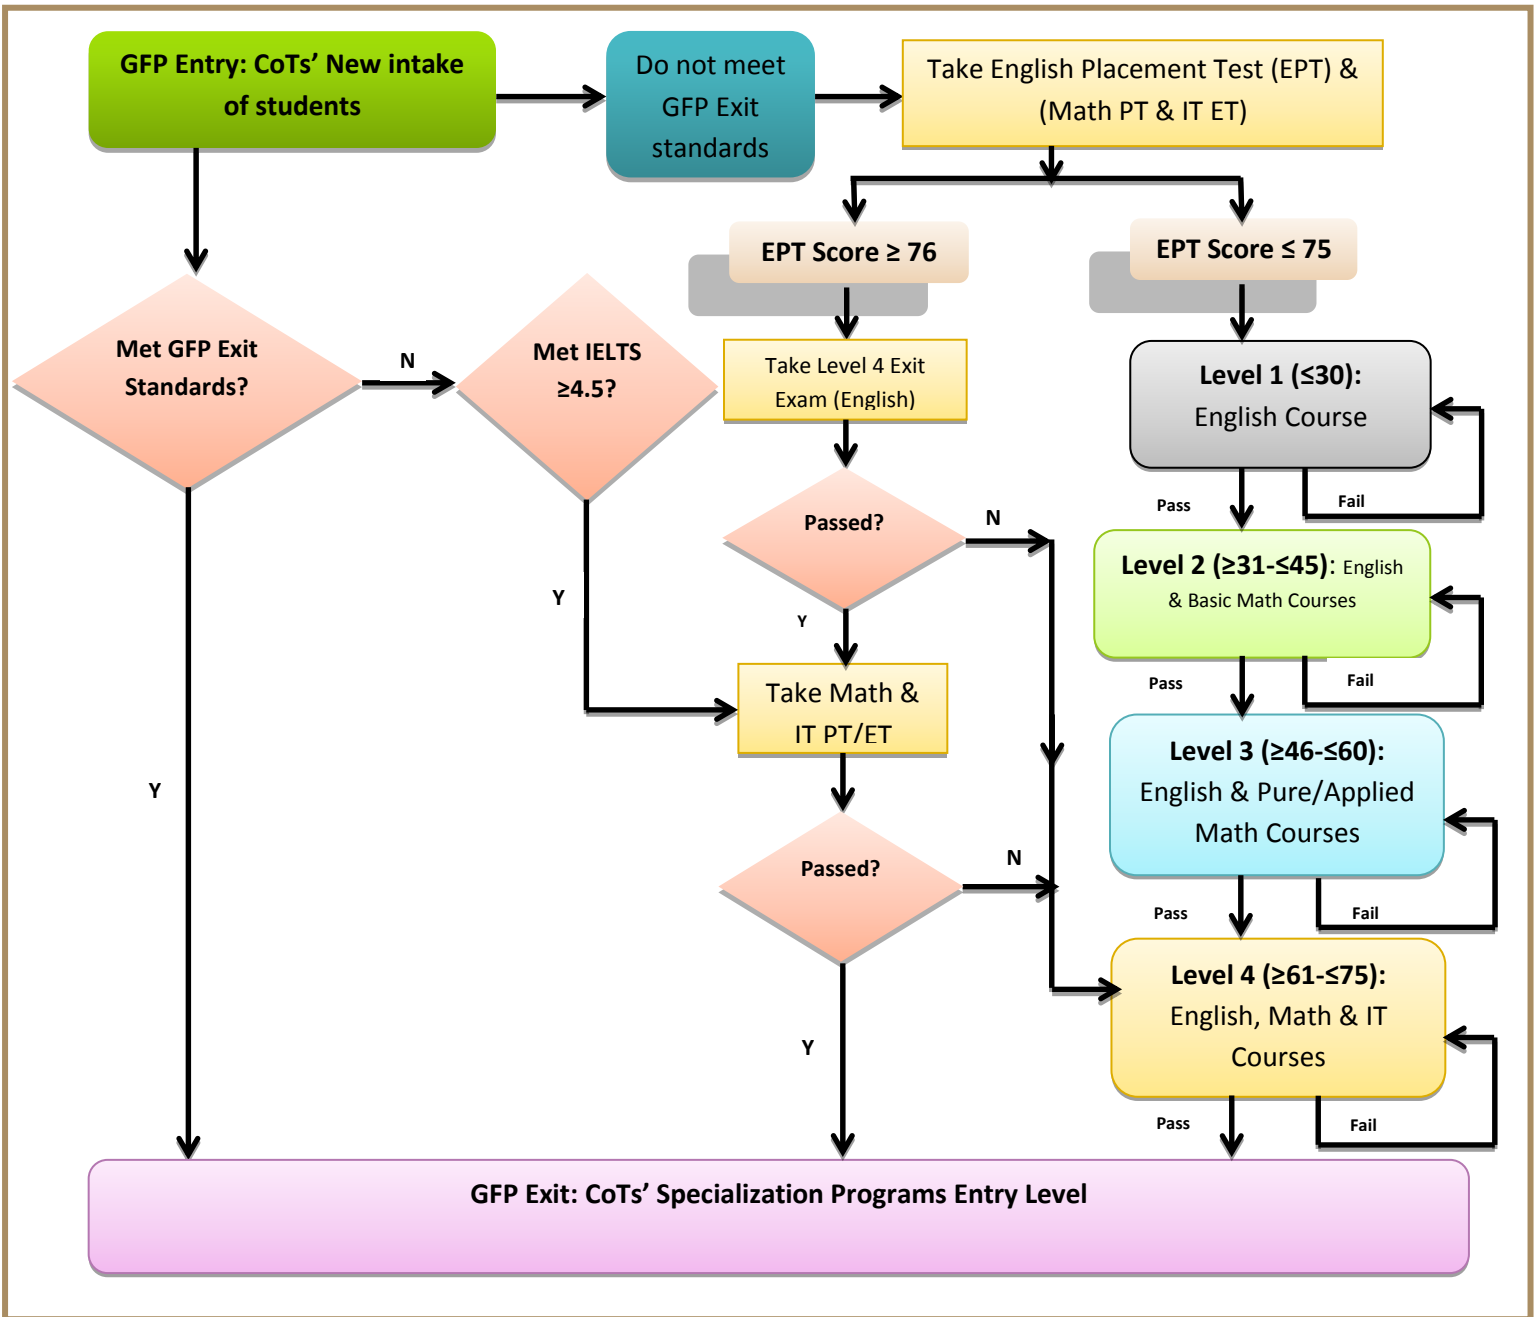 GFP Entry: CoTs’ New intake
of students
Do not meet
GFP Exit
standards
Take English Placement Test (EPT) &
(Math PT & IT ET)
EPT Score ≥ 76
EPT Score ≤ 75
Met GFP Exit
Standards?
N
Met IELTS
≥4.5?
Take Level 4 Exit
Exam (English)
Level 1 (≤30):
English Course
Pass
Fail
Passed?
N
Y
Y
Level 2 (≥31-≤45): English
& Basic Math Courses
Pass
Fail
Take Math &
IT PT/ET
Level 3 (≥46-≤60):
English & Pure/Applied
Math Courses
Y
Passed?
N
Pass
Fail
Level 4 (≥61-≤75):
English, Math & IT
Courses
Y
Pass
Fail
GFP Exit: CoTs’ Specialization Programs Entry Level